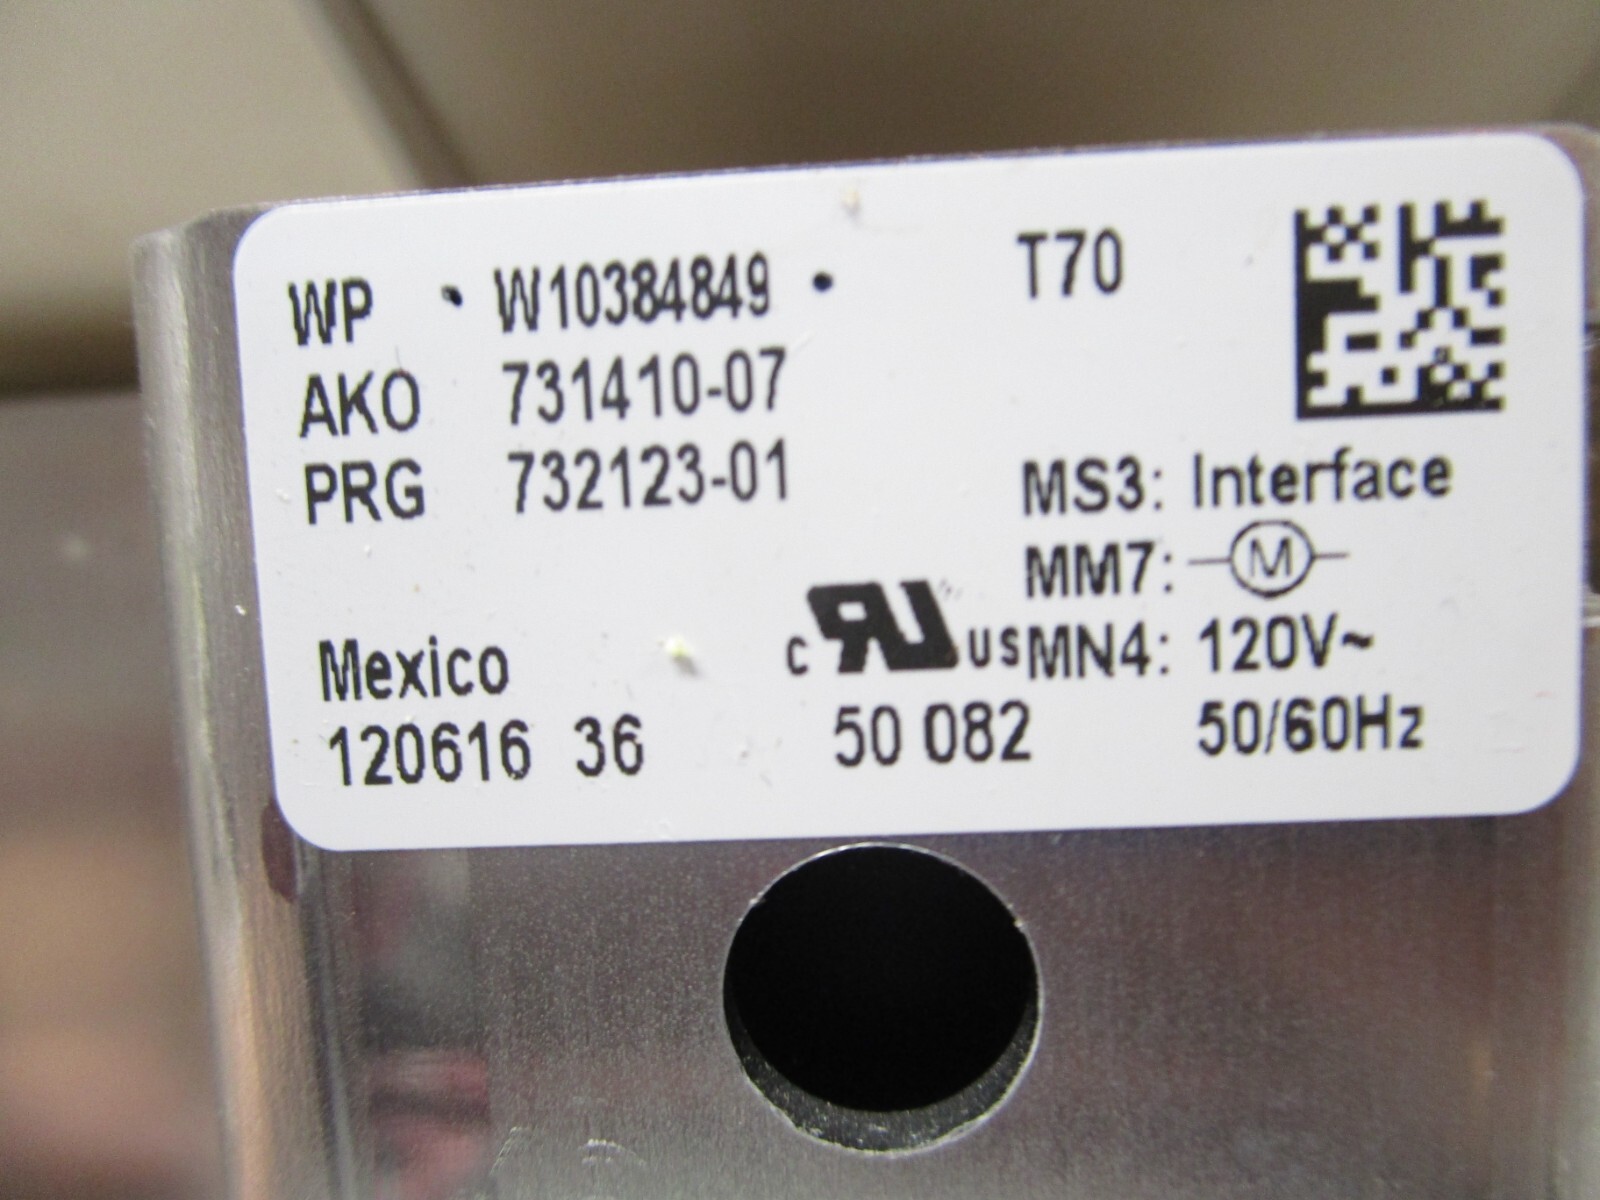 WP • W10384849 • T70
AKO 731410-07
PRG 732123-01
MS3: Interface
MM7: M
Mexico c RU us MN4: 120V~
120616 36 50 082 50/60Hz